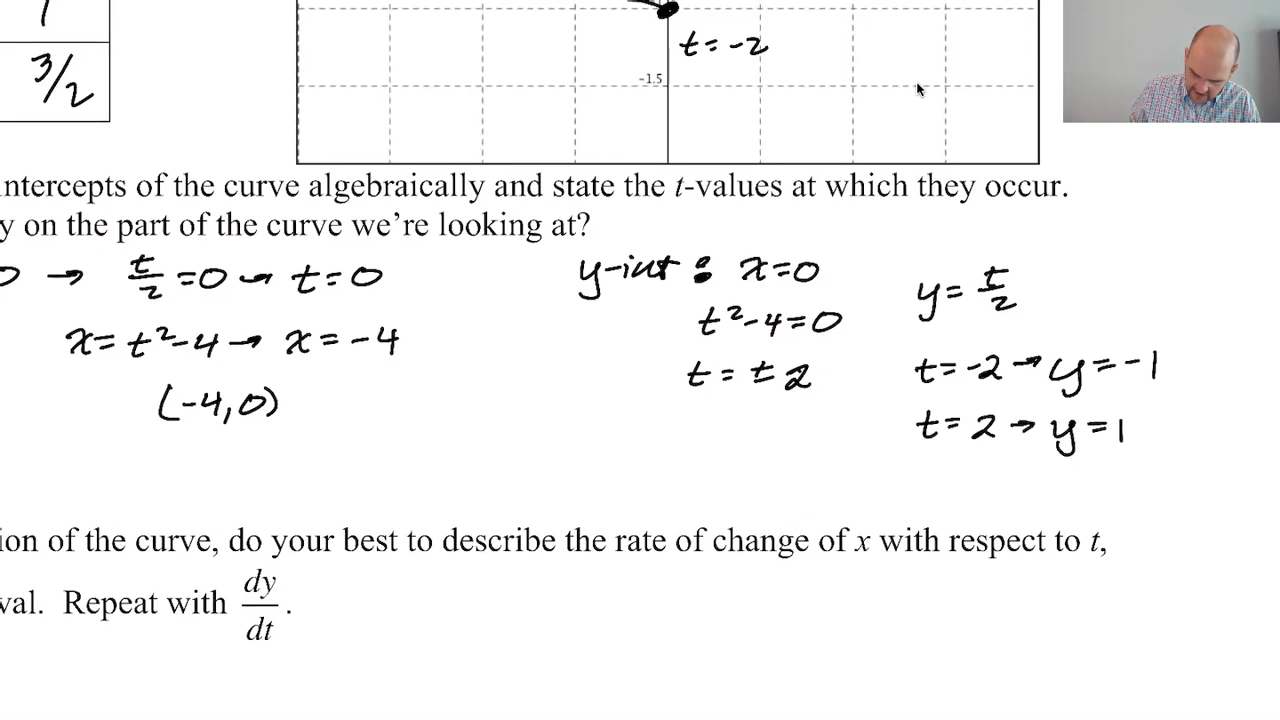 1
3/2
t = -2
-1.5
ntercepts of the curve algebraically and state the t-values at which they occur.
y on the part of the curve we're looking at?
0 → t/2 = 0 → t = 0
x = t² - 4 → x = -4
(-4, 0)
y-int : x = 0
t² - 4 = 0
t = ± 2
y = t/2
t = -2 → y = -1
t = 2 → y = 1
ion of the curve, do your best to describe the rate of change of x with respect to t,
val. Repeat with dy/dt.